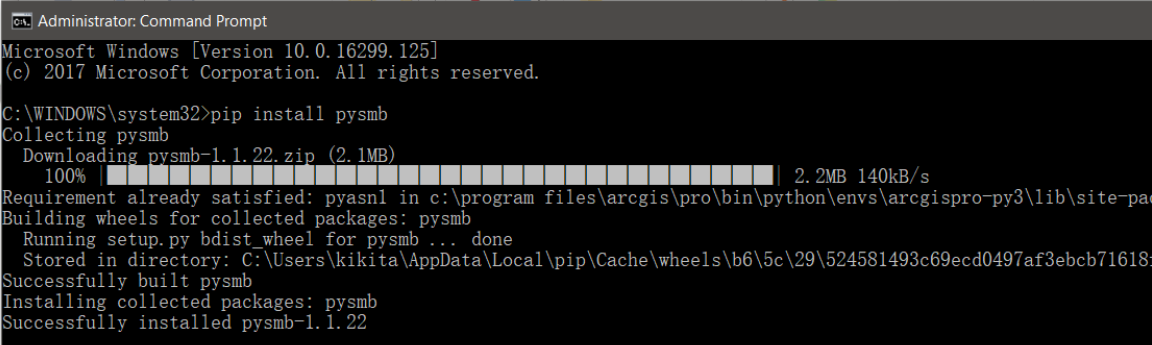 Administrator: Command Prompt
Microsoft Windows [Version 10.0.16299.125]
(c) 2017 Microsoft Corporation. All rights reserved.
C:\WINDOWS\system32>pip install pysmb
Collecting pysmb
Downloading pysmb-1.1.22.zip (2.1MB)
100% | | 2.2MB 140kB/s
Requirement already satisfied: pyasn1 in c:\program files\arcgis\pro\bin\python\envs\arcgispro-py3\lib\site-pac
Building wheels for collected packages: pysmb
Running setup.py bdist_wheel for pysmb ... done
Stored in directory: C:\Users\kikita\AppData\Local\pip\Cache\wheels\b6\5c\29\524581493c69ecd0497af3ebcb71618f
Successfully built pysmb
Installing collected packages: pysmb
Successfully installed pysmb-1.1.22